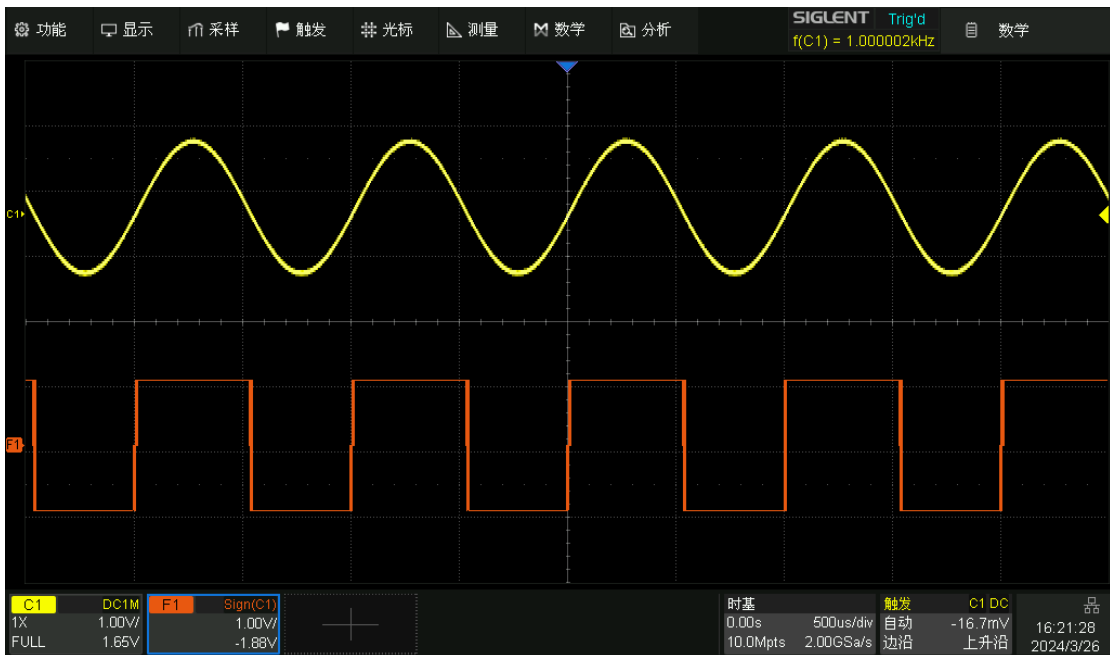 功能 显示 采样 触发 光标 测量 数学 分析 SIGLENT Trig'd 数学
f(C1) = 1.000002kHz
C1
F1
C1 DC1M F1 Sign(C1) 时基 触发 C1 DC
1X 1.00V/ 1.00V/ 0.00s 500us/div 自动 -16.7mV
FULL 1.65V -1.88V 10.0Mpts 2.00GSa/s 边沿 上升沿
16:21:28
2024/3/26